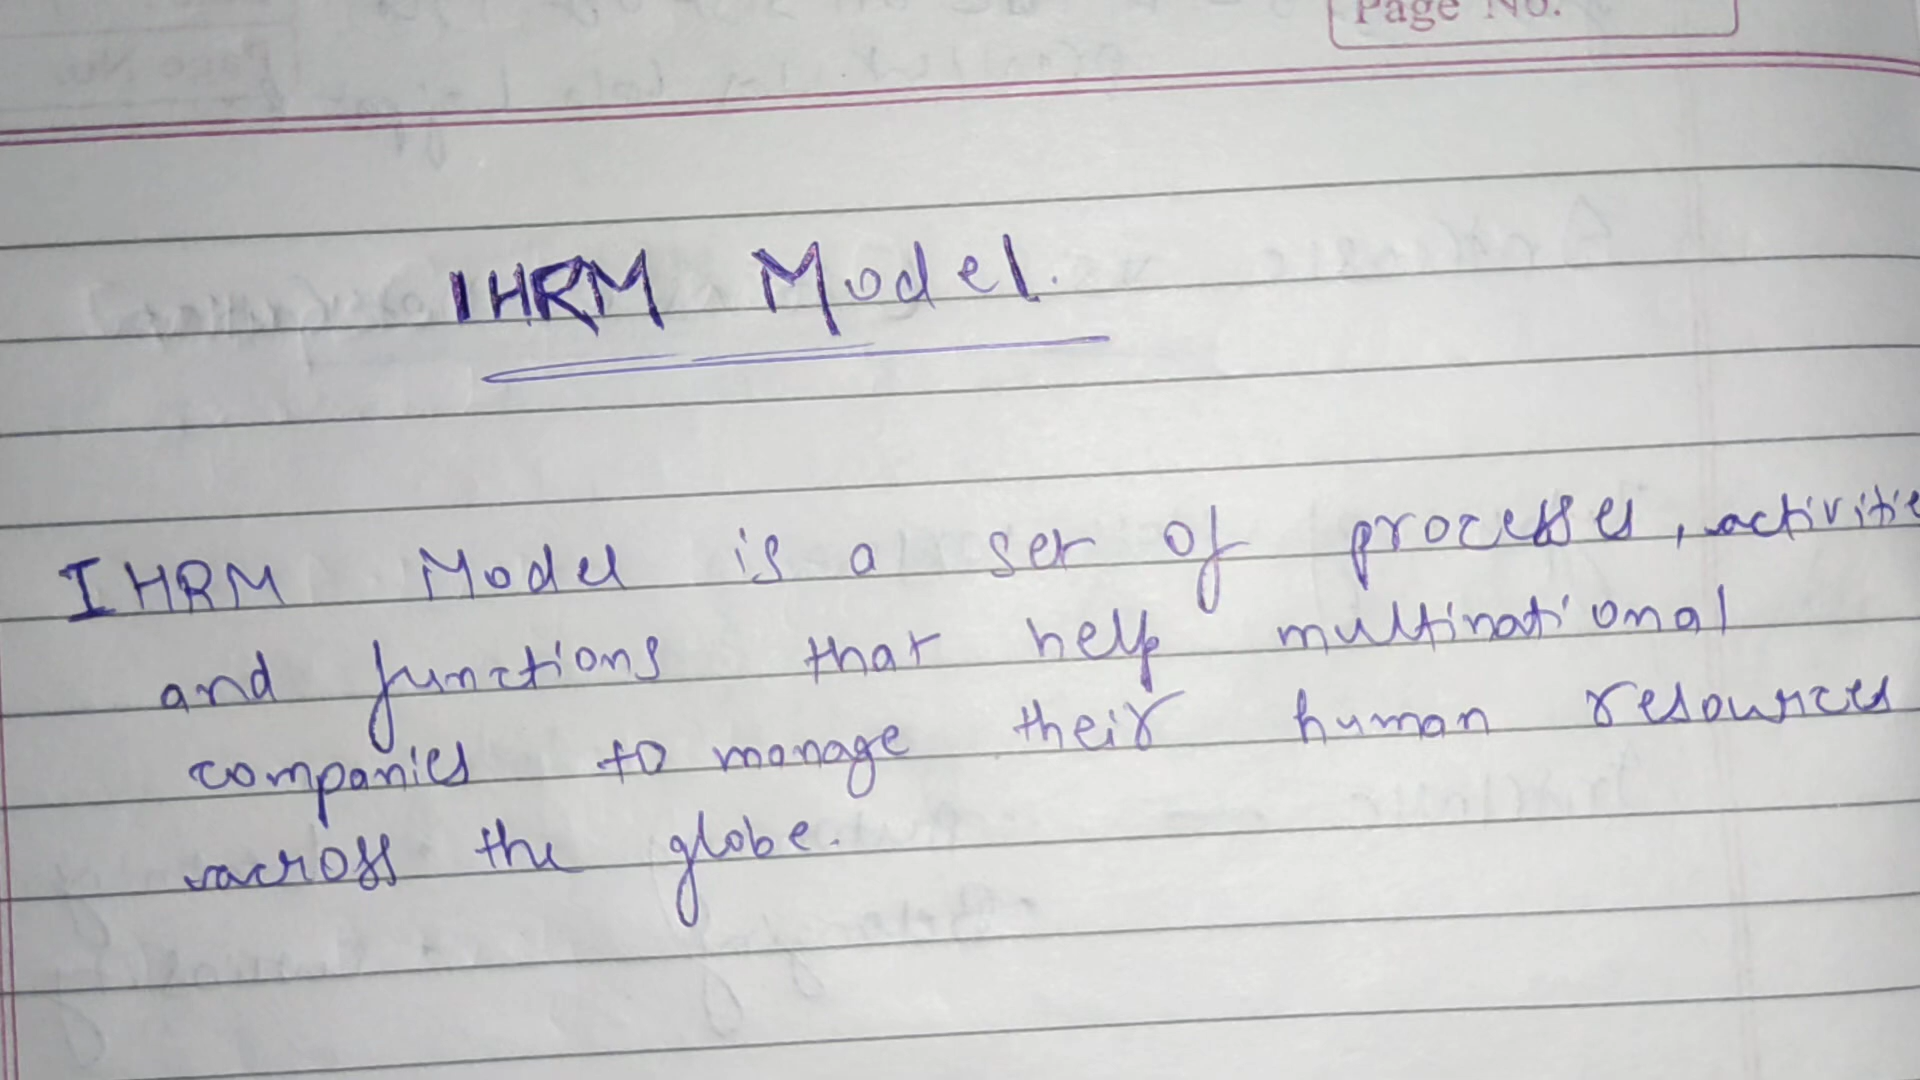 Page No.
IHRM Model.
IHRM Model is a set of processes, activitie
and functions that help multinational
companies to manage their human resources
across the globe.